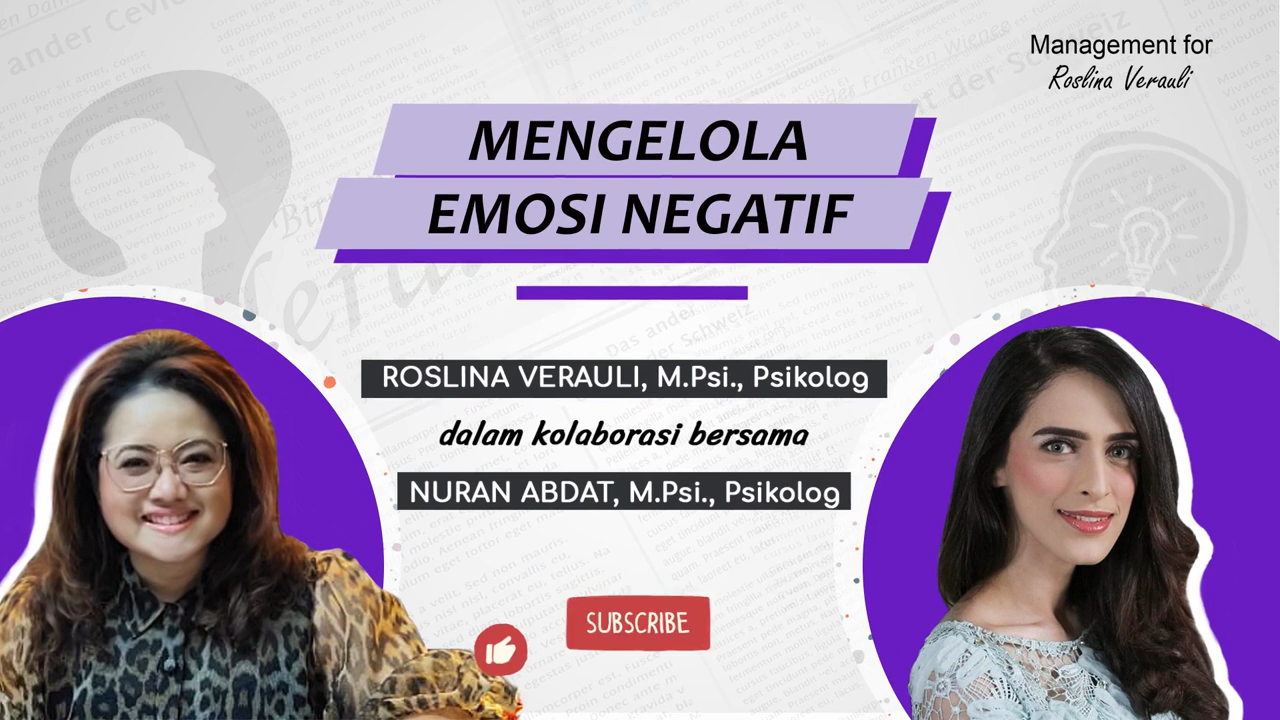 Management for
Roslina Verauli
MENGELOLA
EMOSI NEGATIF
ROSLINA VERAULI, M.Psi., Psikolog
dalam kolaborasi bersama
NURAN ABDAT, M.Psi., Psikolog
SUBSCRIBE